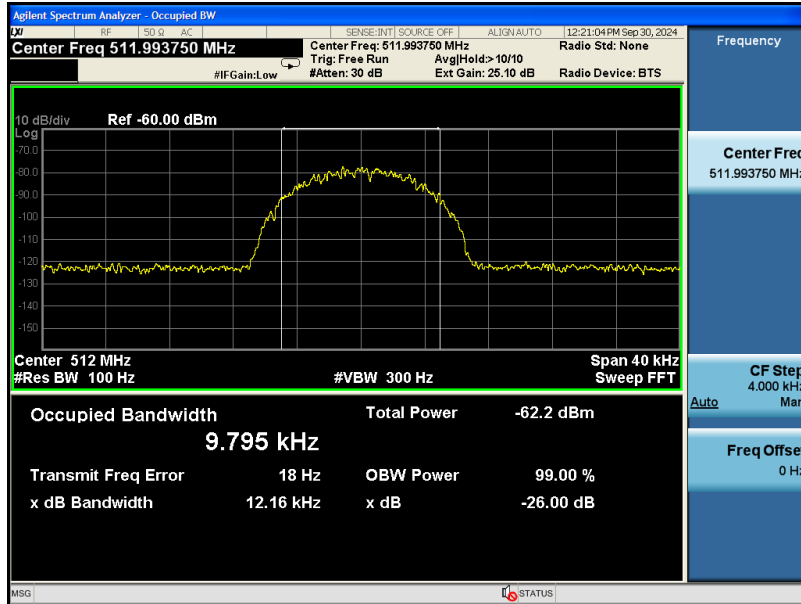 Agilent Spectrum Analyzer - Occupied BW
LXI RF 50 Ω AC SENSE:INT SOURCE OFF ALIGN AUTO 12:21:04 PM Sep 30, 2024
Center Freq 511.993750 MHz
Center Freq: 511.993750 MHz Radio Std: None
Trig: Free Run Avg|Hold:>10/10
#IFGain:Low #Atten: 30 dB Ext Gain: 25.10 dB Radio Device: BTS
10 dB/div Ref -60.00 dBm
Log
-70.0
-80.0
-90.0
-100
-110
-120
-130
-140
-150
Center 512 MHz Span 40 kHz
#Res BW 100 Hz #VBW 300 Hz Sweep FFT
Occupied Bandwidth Total Power -62.2 dBm
9.795 kHz
Transmit Freq Error 18 Hz OBW Power 99.00 %
x dB Bandwidth 12.16 kHz x dB -26.00 dB
MSG STATUS
Frequency
Center Freq
511.993750 MHz
CF Step
4.000 kHz
Auto Man
Freq Offset
0 Hz